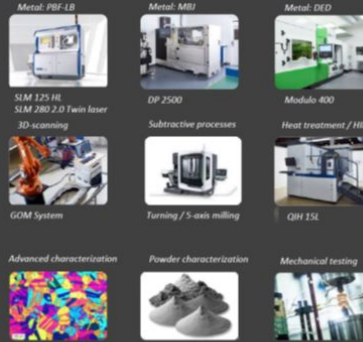 Metal: PBF-LB
Metal: MBJ
Metal: DED
SLM 125 HL
SLM 280 2.0 Twin laser
DP 2500
Modulo 400
3D-scanning
Subtractive processes
Heat treatment / HI
GOM System
Turning / 5-axis milling
QIH 15L
Advanced characterization
Powder characterization
Mechanical testing